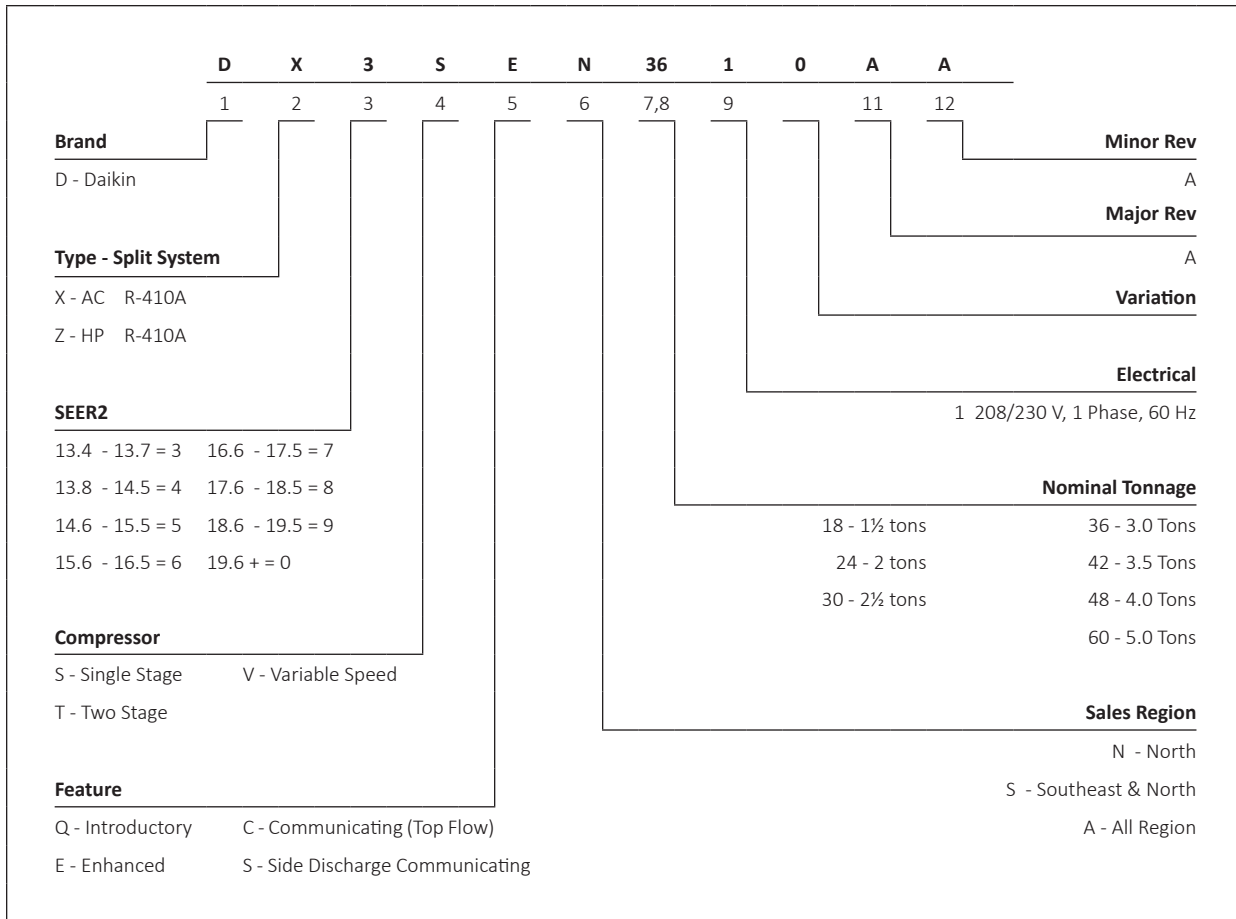 D X 3 S E N 36 1 0 A A
1 2 3 4 5 6 7,8 9 11 12
Brand
D - Daikin
Type - Split System
X - AC R-410A
Z - HP R-410A
SEER2
13.4 - 13.7 = 3 16.6 - 17.5 = 7
13.8 - 14.5 = 4 17.6 - 18.5 = 8
14.6 - 15.5 = 5 18.6 - 19.5 = 9
15.6 - 16.5 = 6 19.6 + = 0
Compressor
S - Single Stage V - Variable Speed
T - Two Stage
Feature
Q - Introductory C - Communicating (Top Flow)
E - Enhanced S - Side Discharge Communicating
Minor Rev
A
Major Rev
A
Variation
Electrical
1 208/230 V, 1 Phase, 60 Hz
Nominal Tonnage
18 - 1½ tons 36 - 3.0 Tons
24 - 2 tons 42 - 3.5 Tons
30 - 2½ tons 48 - 4.0 Tons
60 - 5.0 Tons
Sales Region
N - North
S - Southeast & North
A - All Region